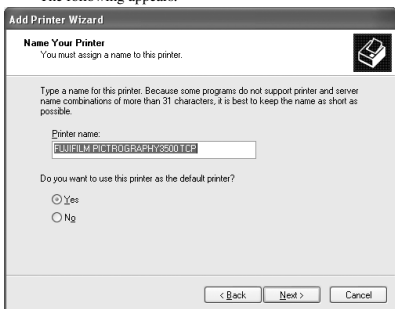 The following appears.
Add Printer Wizard
Name Your Printer
You must assign a name to this printer.
Type a name for this printer. Because some programs do not support printer and server
name combinations of more than 31 characters, it is best to keep the name as short as
possible.
Printer name:
FUJIFILM PICTROGRAPHY3500 TCP
Do you want to use this printer as the default printer?
Yes
No
< Back Next > Cancel